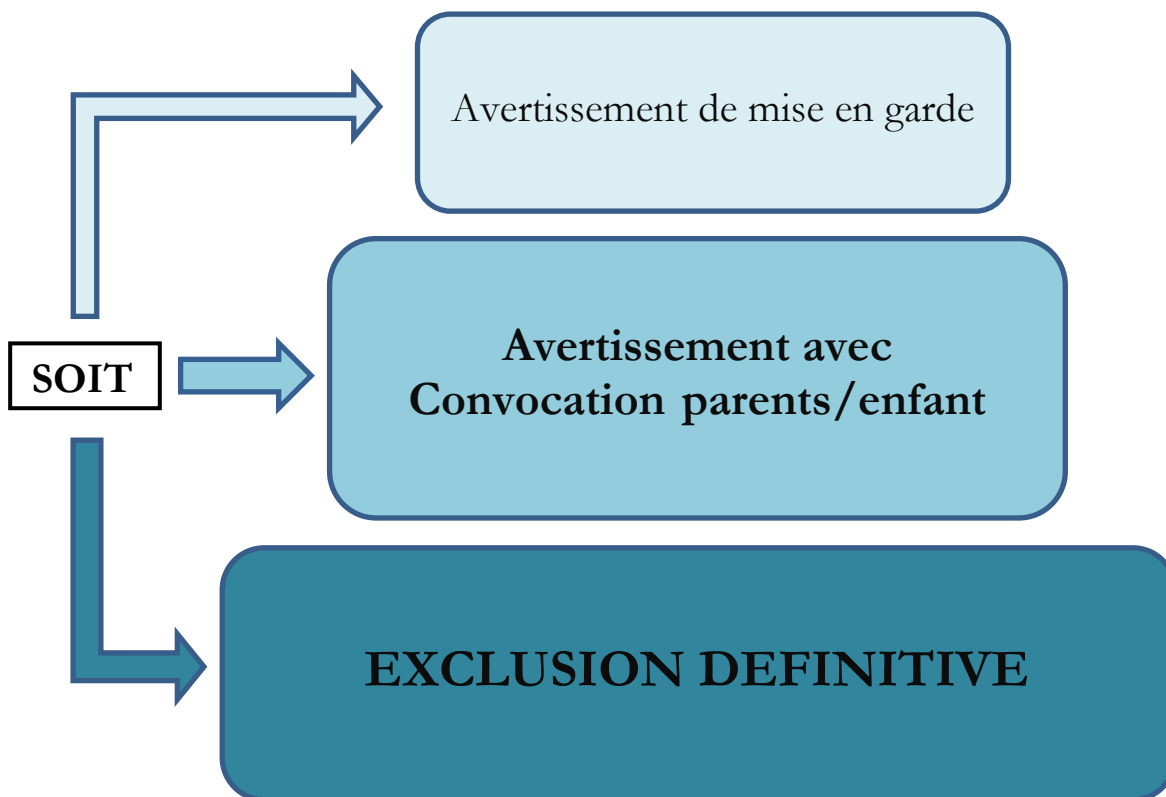 Avertissement de mise en garde
SOIT
Avertissement avec
Convocation parents/enfant
EXCLUSION DEFINITIVE